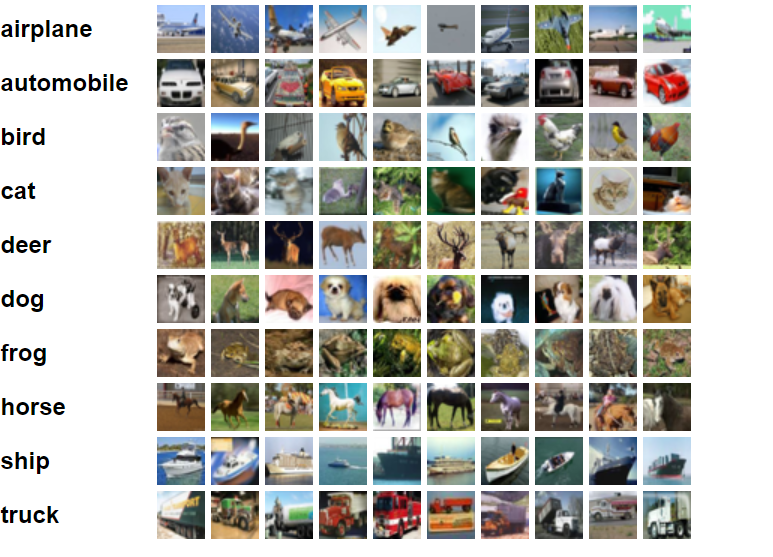 airplane
automobile
bird
cat
deer
dog
frog
horse
ship
truck